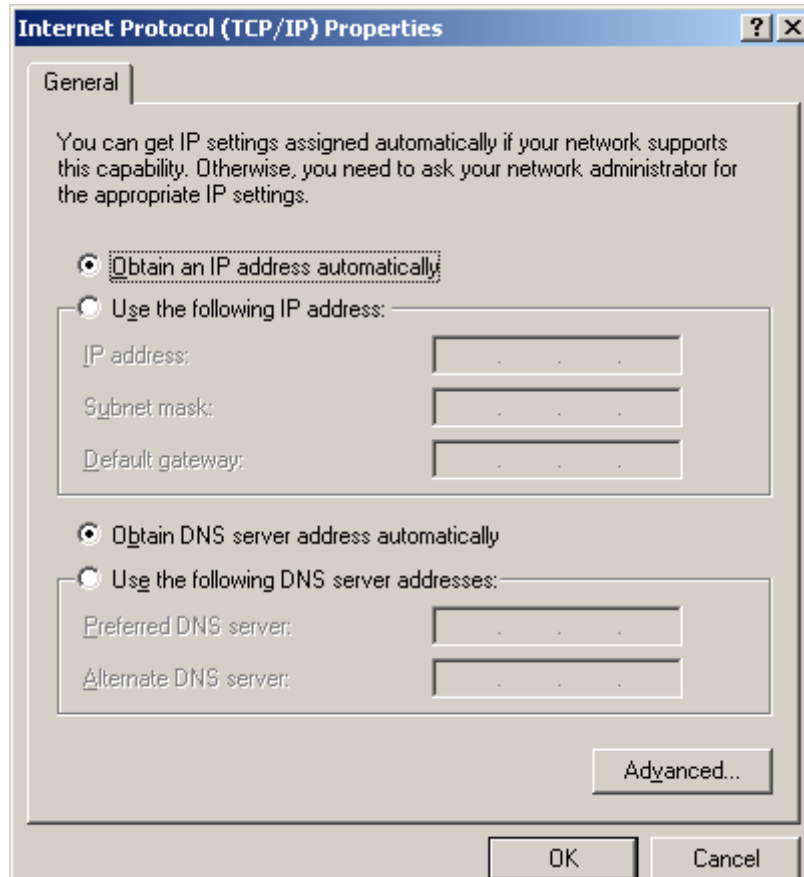 Internet Protocol (TCP/IP) Properties
General
You can get IP settings assigned automatically if your network supports
this capability. Otherwise, you need to ask your network administrator for
the appropriate IP settings.
Obtain an IP address automatically
Use the following IP address:
IP address:
Subnet mask:
Default gateway:
Obtain DNS server address automatically
Use the following DNS server addresses:
Preferred DNS server:
Alternate DNS server:
Advanced...
OK Cancel